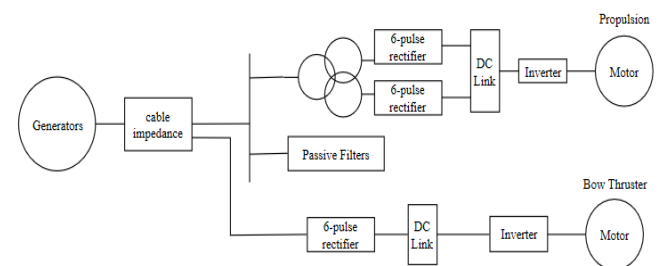 Propulsion
6-pulse
rectifier
DC
Link
Inverter
Motor
6-pulse
rectifier
Generators
cable
impedance
Passive Filters
Bow Thruster
6-pulse
rectifier
DC
Link
Inverter
Motor